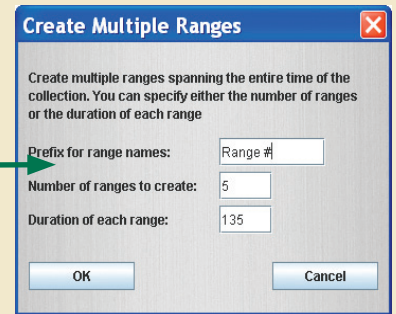 Create Multiple Ranges
Create multiple ranges spanning the entire time of the
collection. You can specify either the number of ranges
or the duration of each range
Prefix for range names: Range #
Number of ranges to create: 5
Duration of each range: 135
OK Cancel